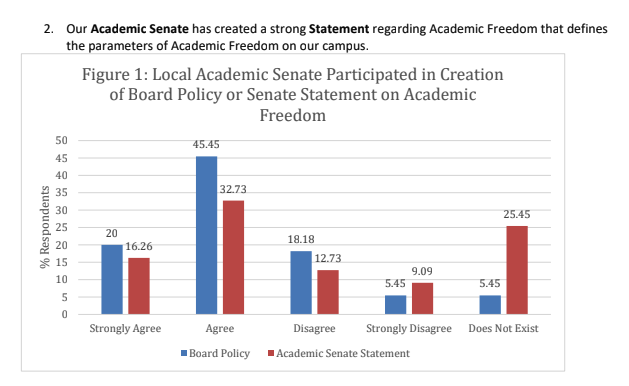 2. Our Academic Senate has created a strong Statement regarding Academic Freedom that defines
the parameters of Academic Freedom on our campus.
Figure 1: Local Academic Senate Participated in Creation
of Board Policy or Senate Statement on Academic
Freedom
% Respondents
50
45
40
35
30
25
20
15
10
5
0
20
16.26
45.45
32.73
18.18
12.73
5.45
9.09
5.45
25.45
Strongly Agree
Agree
Disagree
Strongly Disagree
Does Not Exist
Board Policy
Academic Senate Statement